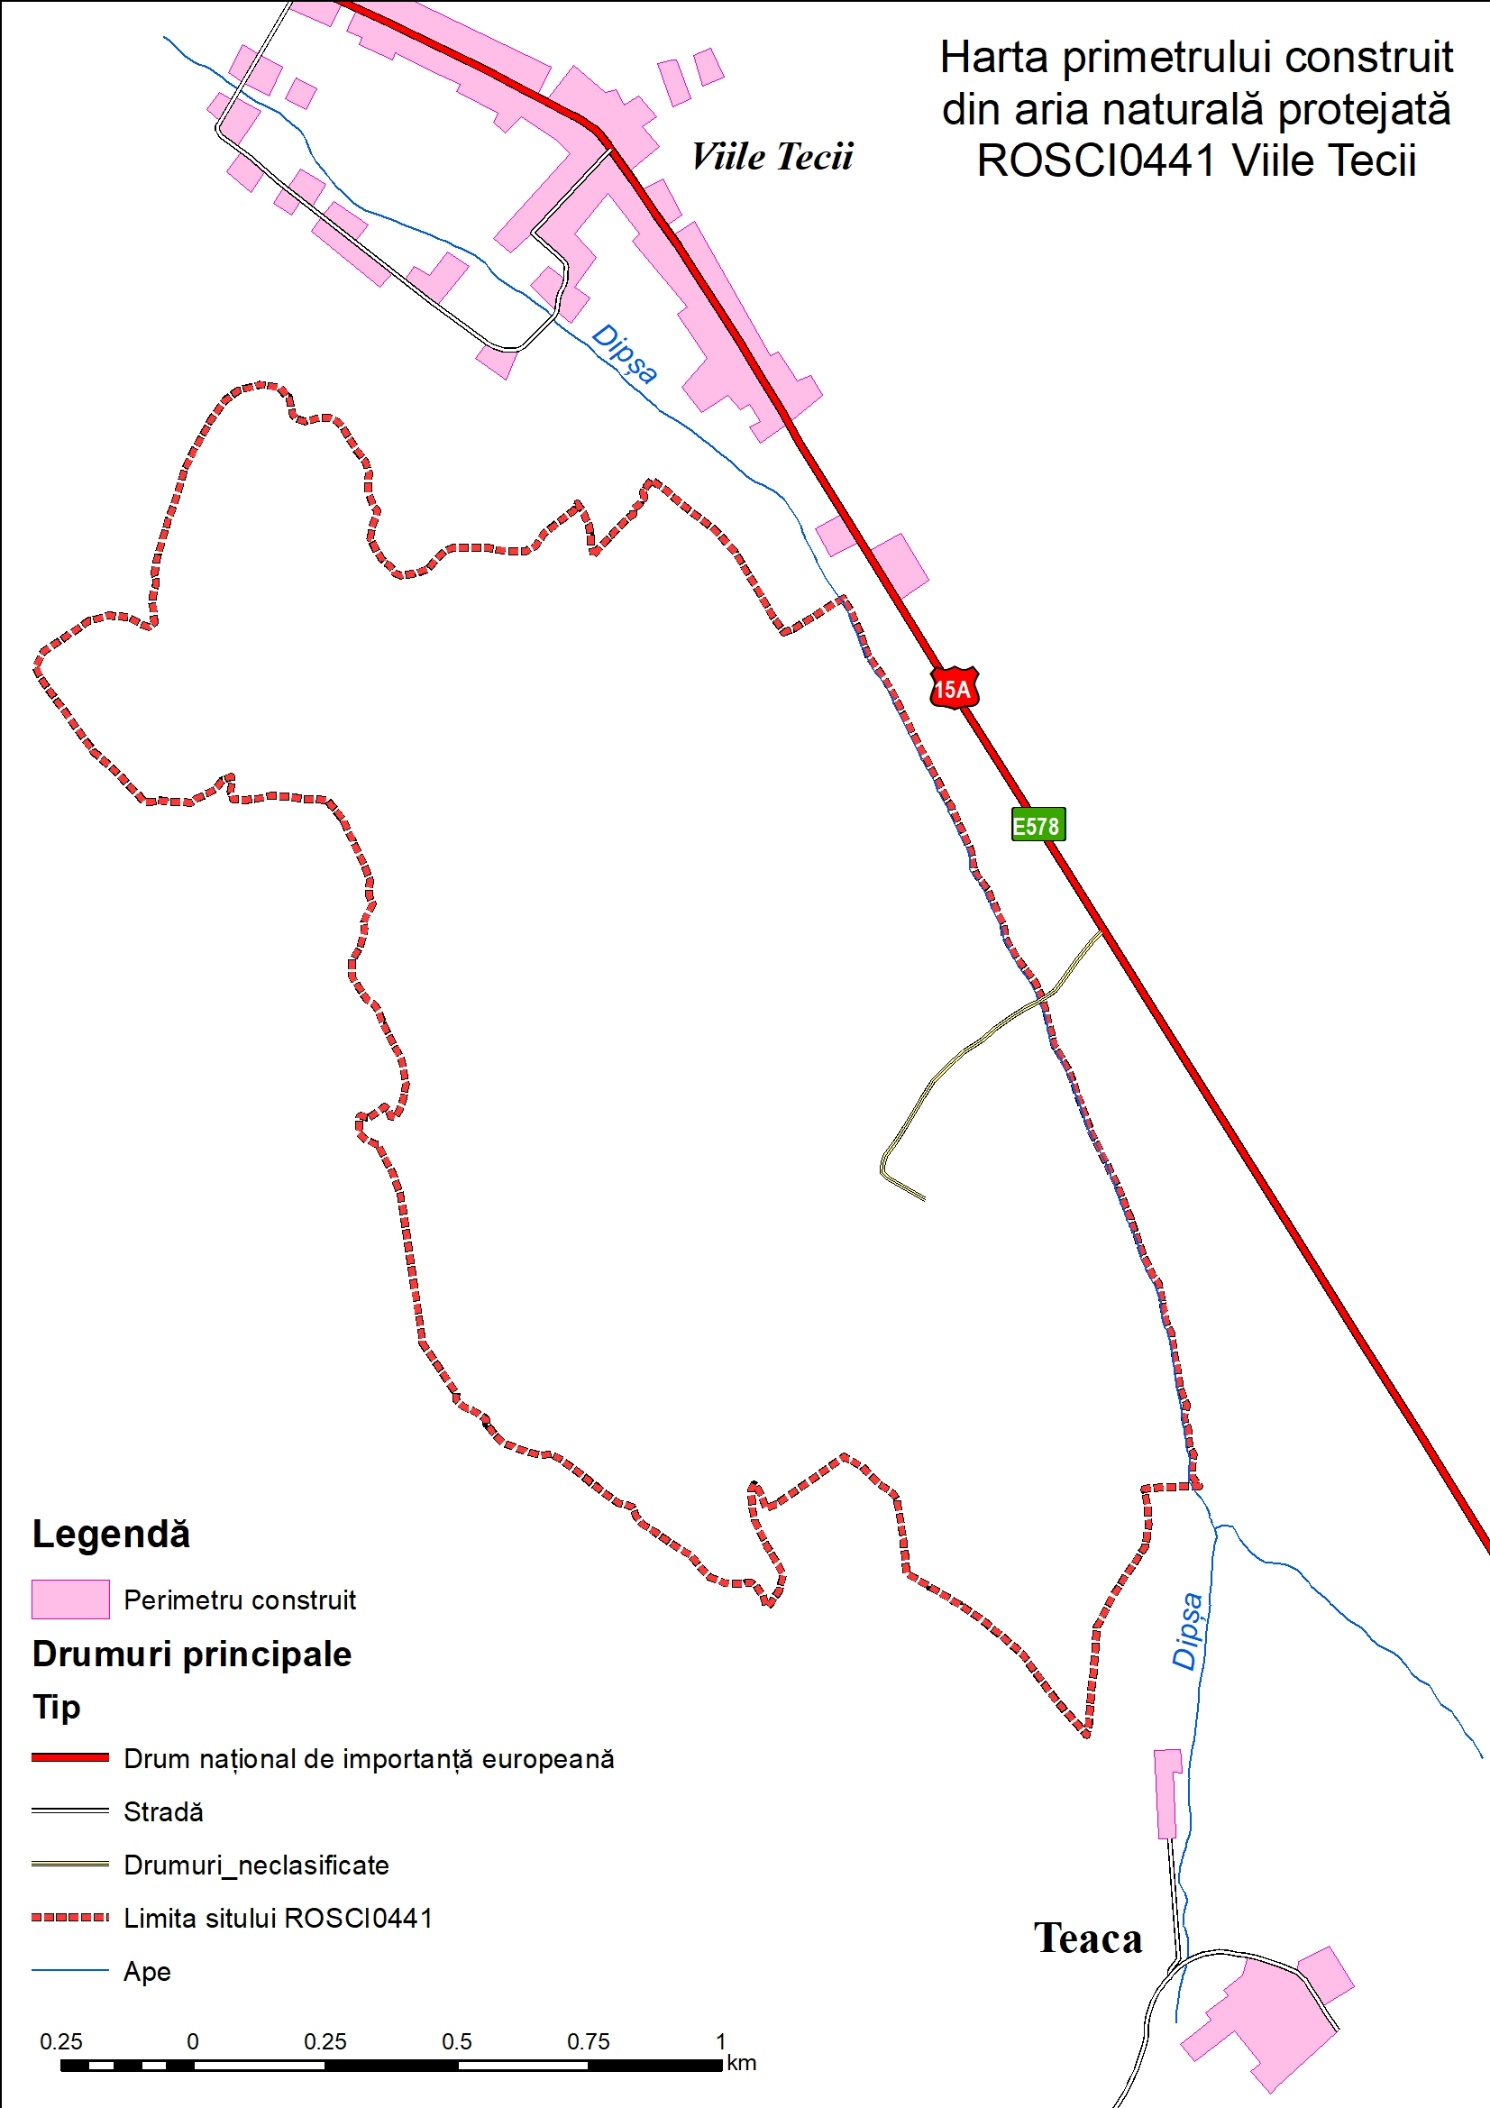 Harta primetrului construit
din aria naturală protejată
ROSCI0441 Viile Tecii
Viile Tecii
Dipșa
15A
E578
Dipșa
Teaca
Legendă
Perimetru construit
Drumuri principale
Tip
Drum național de importanță europeană
Stradă
Drumuri_neclasificate
Limita sitului ROSCI0441
Ape
0.25 0 0.25 0.5 0.75 1
km